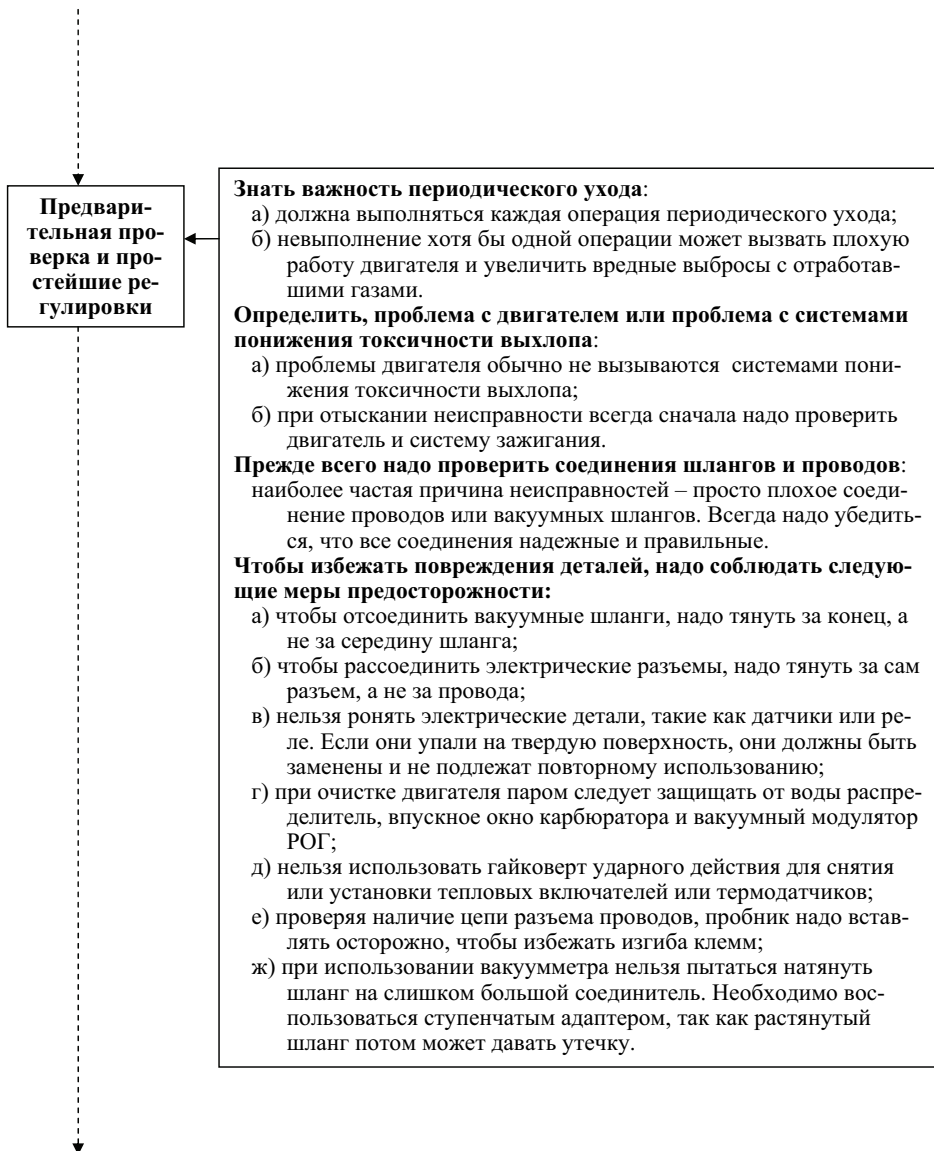 Предвари-
тельная про-
верка и про-
стейшие ре-
гулировки
Знать важность периодического ухода:
а) должна выполняться каждая операция периодического ухода;
б) невыполнение хотя бы одной операции может вызвать плохую
работу двигателя и увеличить вредные выбросы с отработав-
шими газами.
Определить, проблема с двигателем или проблема с системами
понижения токсичности выхлопа:
а) проблемы двигателя обычно не вызываются системами пони-
жения токсичности выхлопа;
б) при отыскании неисправности всегда сначала надо проверить
двигатель и систему зажигания.
Прежде всего надо проверить соединения шлангов и проводов:
наиболее частая причина неисправностей – просто плохое соеди-
нение проводов или вакуумных шлангов. Всегда надо убедить-
ся, что все соединения надежные и правильные.
Чтобы избежать повреждения деталей, надо соблюдать следую-
щие меры предосторожности:
а) чтобы отсоединить вакуумные шланги, надо тянуть за конец, а
не за середину шланга;
б) чтобы рассоединить электрические разъемы, надо тянуть за сам
разъем, а не за провода;
в) нельзя ронять электрические детали, такие как датчики или ре-
ле. Если они упали на твердую поверхность, они должны быть
заменены и не подлежат повторному использованию;
г) при очистке двигателя паром следует защищать от воды распре-
делитель, впускное окно карбюратора и вакуумный модулятор
РОГ;
д) нельзя использовать гайковерт ударного действия для снятия
или установки тепловых включателей или термодатчиков;
е) проверяя наличие цепи разъема проводов, пробник надо встав-
лять осторожно, чтобы избежать изгиба клемм;
ж) при использовании вакуумметра нельзя пытаться натянуть
шланг на слишком большой соединитель. Необходимо вос-
пользоваться ступенчатым адаптером, так как растянутый
шланг потом может давать утечку.